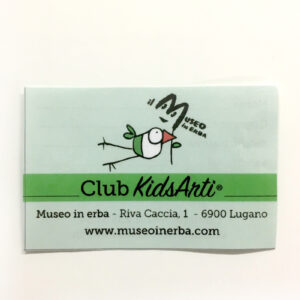 il Museo
in erba
Club KidsArti®
Museo in erba - Riva Caccia, 1 - 6900 Lugano
www.museoinerba.com